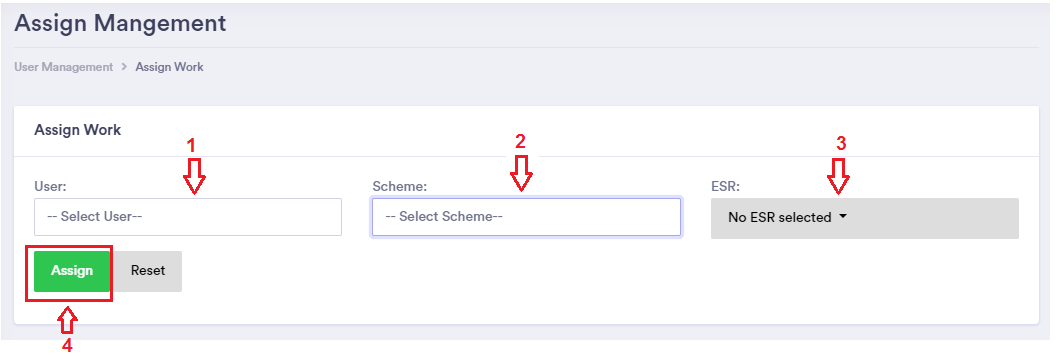 Assign Mangement
User Management > Assign Work
Assign Work
1 2 3
User: Scheme: ESR:
-- Select User-- -- Select Scheme-- No ESR selected
Assign Reset
4